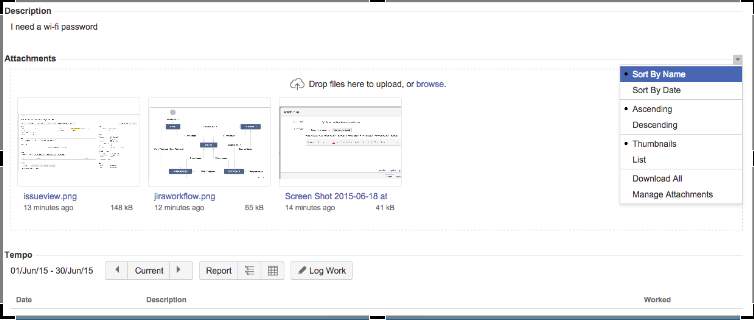 Description
I need a wi-fi password
Attachments
Drop files here to upload, or browse.
Sort By Name
Sort By Date
Ascending
Descending
Thumbnails
List
Download All
Manage Attachments
issueview.png
13 minutes ago 148 kB
jiraworkflow.png
12 minutes ago 65 kB
Screen Shot 2015-06-18 at
14 minutes ago 41 kB
Tempo
01/Jun/15 - 30/Jun/15 Current Report Log Work
Date Description Worked